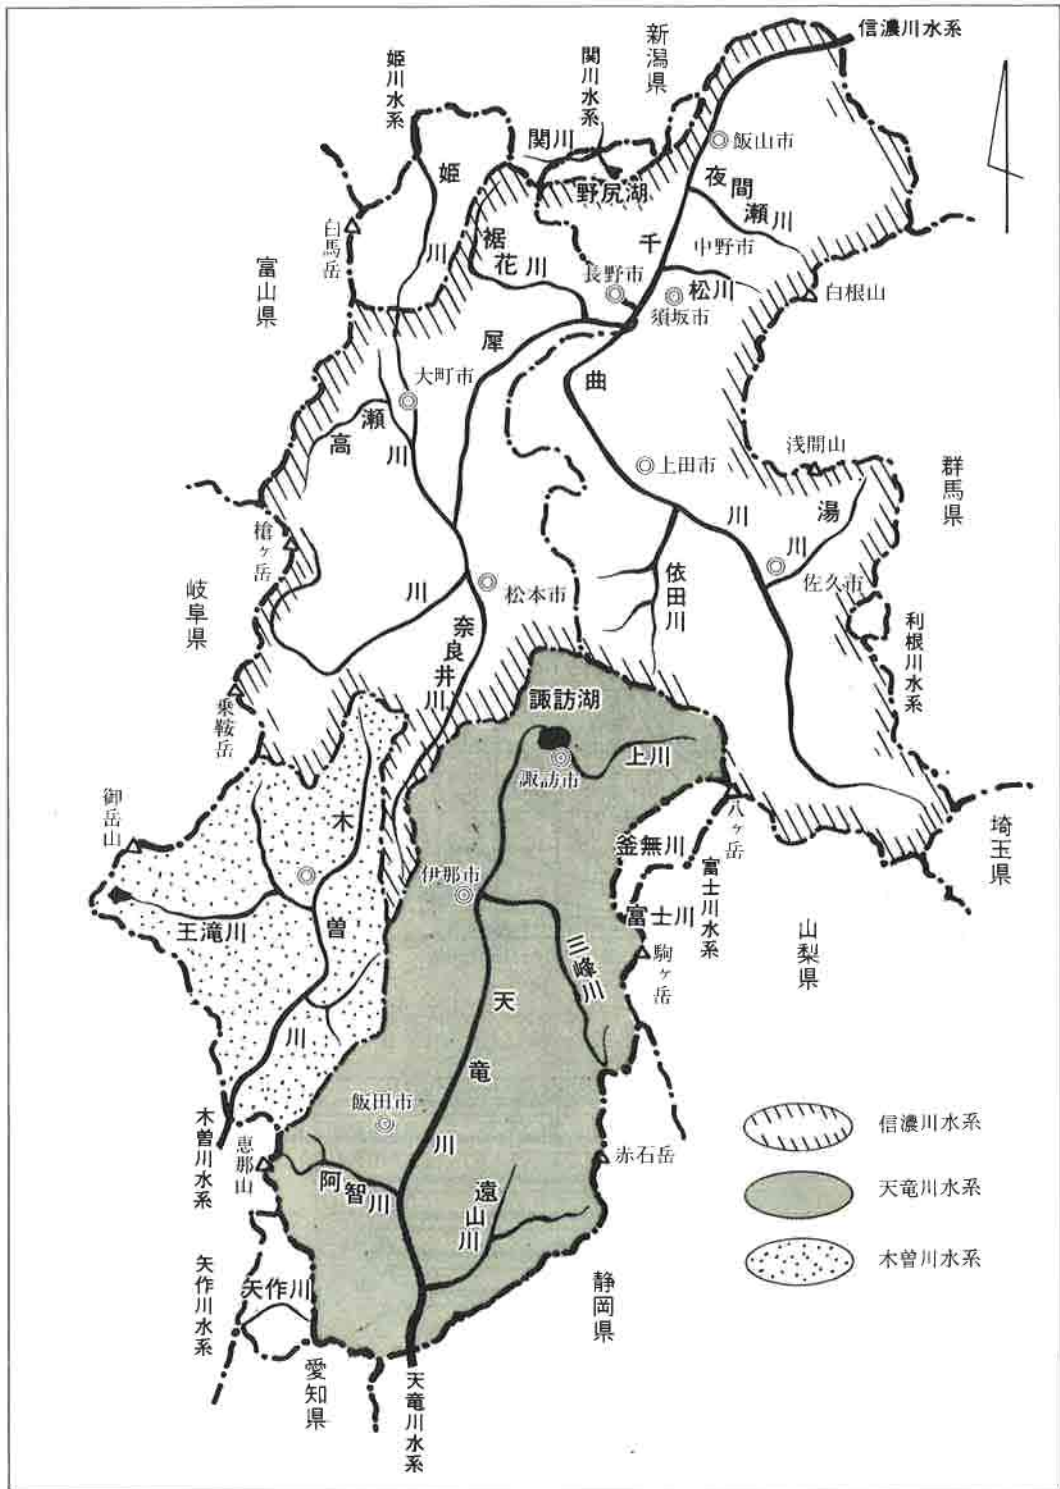 信濃川水系
新潟県
関川水系
姫川水系
関川
飯山市
姫川
野尻湖
夜間瀬川
白馬岳
裾花川
千曲川
中野市
長野市
松川
須坂市
白根山
富山県
犀川
大町市
高瀬川
浅間山
上田市
群馬県
湯川
槍ヶ岳
佐久市
松本市
依田川
岐阜県
奈良井川
利根川水系
乗鞍岳
諏訪湖
上川
諏訪市
御岳山
八ヶ岳
木曽川
釜無川
埼玉県
伊那市
富士川水系
富士川
王滝川
三峰川
駒ヶ岳
山梨県
天竜川
飯田市
木曽川水系
恵那山
赤石岳
阿智川
遠山川
矢作川水系
矢作川
静岡県
愛知県
天竜川水系
信濃川水系
天竜川水系
木曽川水系